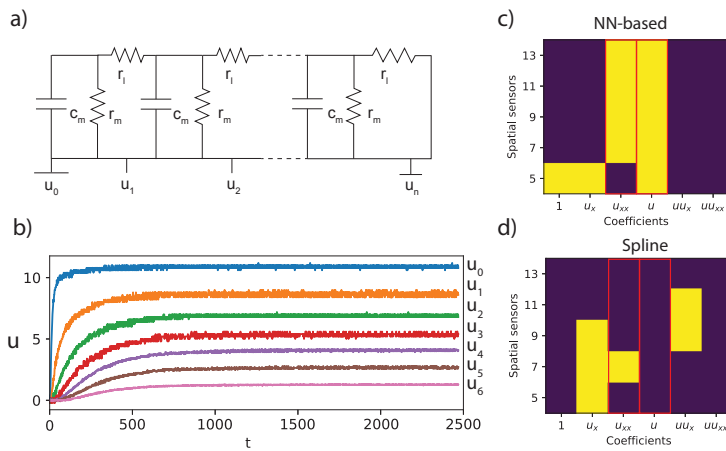 a)
r_l
r_l
r_l
c_m
r_m
c_m
r_m
c_m
r_m
u_0
u_1
u_2
u_n
b)
u
10
5
0
0
500
1000
1500
2000
2500
t
u_0
u_1
u_2
u_3
u_4
u_5
u_6
c)
NN-based
Spatial sensors
13
11
9
7
5
1 u_x u_xx u uu_x uu_xx
Coefficients
d)
Spline
Spatial sensors
13
11
9
7
5
1 u_x u_xx u uu_x uu_xx
Coefficients